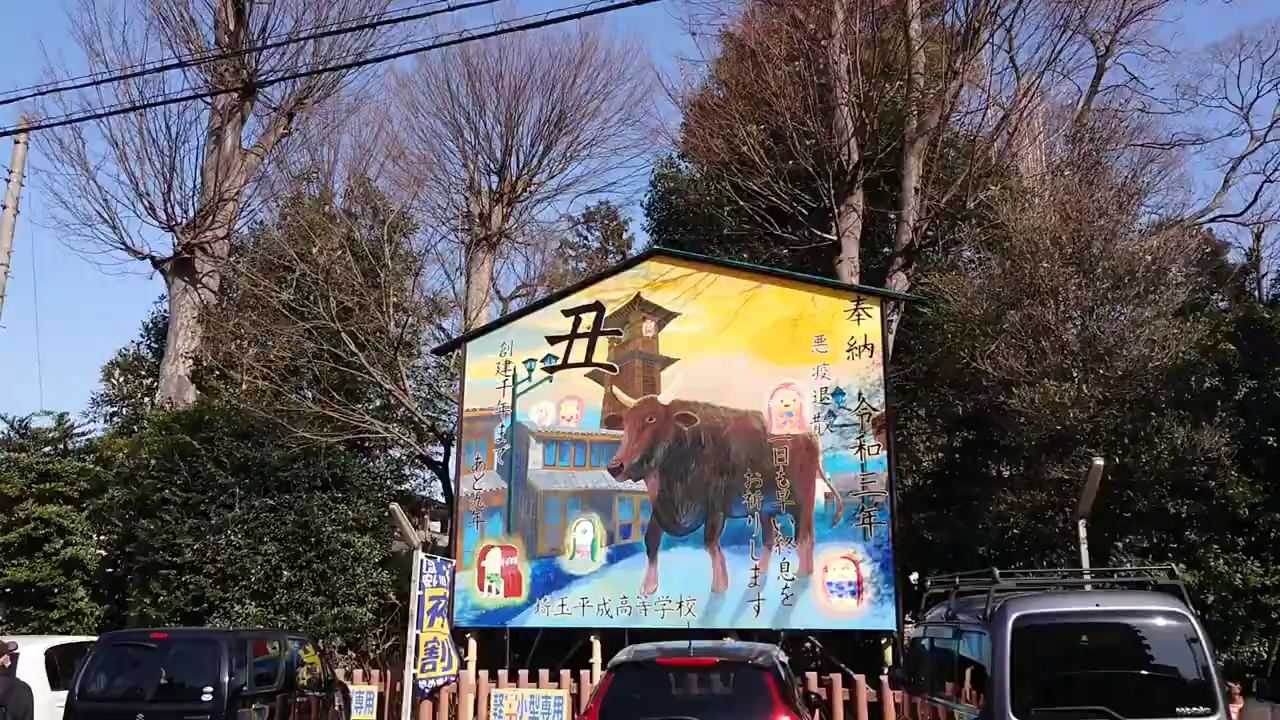 奉納 令和三年
悪疫退散
一日も早い終息を
お祈りします
丑
創建千年まで
あと九年
埼玉平成高等学校
割
専用
軽 小型専用